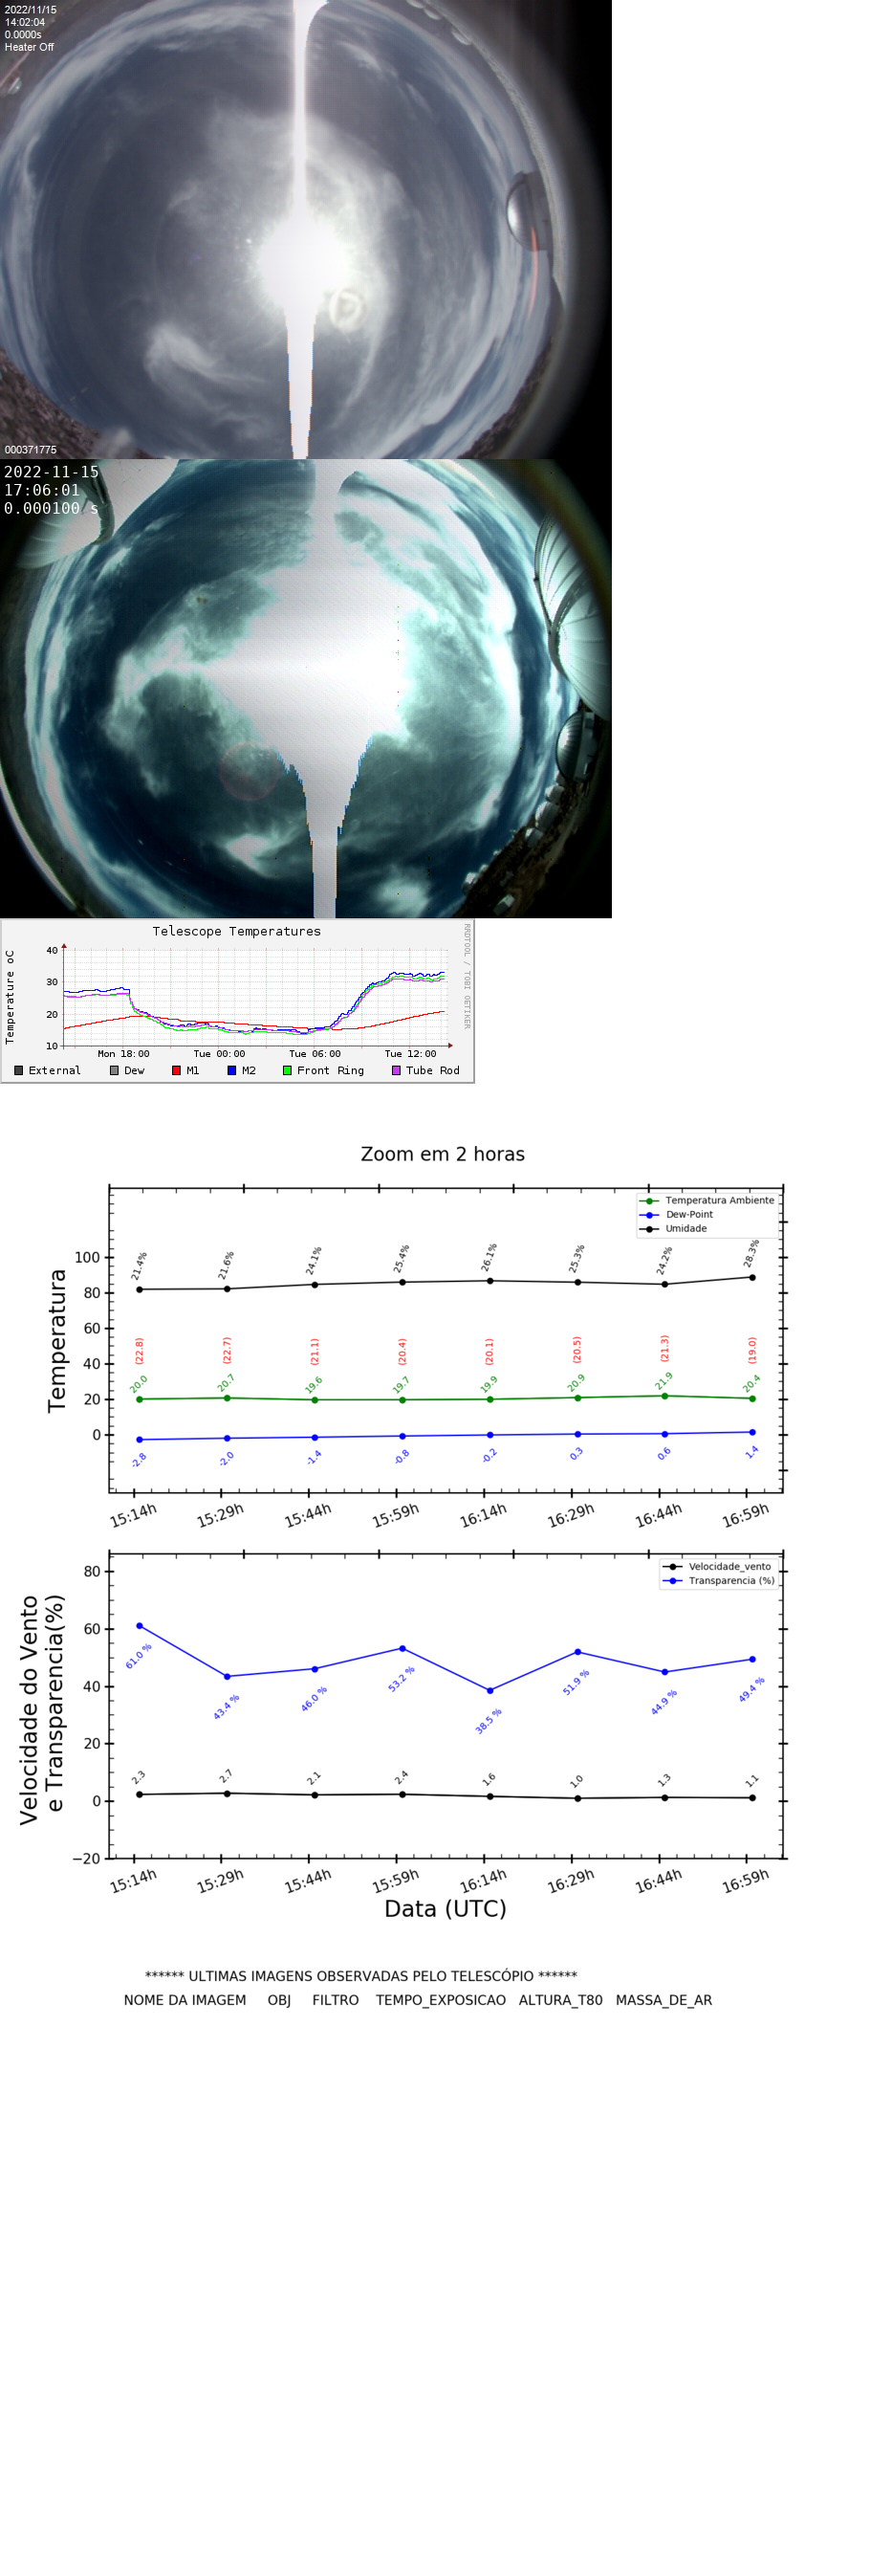 2022/11/15
14:02:04
0.0000s
Heater Off
000371775
2022-11-15
17:06:01
0.000100 s
Telescope Temperatures
RRDTOOL / TOBI OETIKER
Temperature oC
40
30
20
10
Mon 18:00 Tue 00:00 Tue 06:00 Tue 12:00
External Dew M1 M2 Front Ring Tube Rod
Zoom em 2 horas
Temperatura
Temperatura Ambiente
Dew-Point
Umidade
100
80
60
40
20
0
21.4% 21.6% 24.1% 25.4% 26.1% 25.3% 24.2% 28.3%
(22.8) (22.7) (21.1) (20.4) (20.1) (20.5) (21.3) (19.0)
20.0 20.7 19.6 19.7 19.9 20.9 21.9 20.4
-2.8 -2.0 -1.4 -0.8 -0.2 0.3 0.6 1.4
15:14h 15:29h 15:44h 15:59h 16:14h 16:29h 16:44h 16:59h
Velocidade do Vento
e Transparencia(%)
Velocidade_vento
Transparencia (%)
80
60
40
20
0
−20
61.0 % 43.4 % 46.0 % 53.2 % 38.5 % 51.9 % 44.9 % 49.4 %
2.3 2.7 2.1 2.4 1.6 1.0 1.3 1.1
15:14h 15:29h 15:44h 15:59h 16:14h 16:29h 16:44h 16:59h
Data (UTC)
****** ULTIMAS IMAGENS OBSERVADAS PELO TELESCÓPIO ******
NOME DA IMAGEM OBJ FILTRO TEMPO_EXPOSICAO ALTURA_T80 MASSA_DE_AR